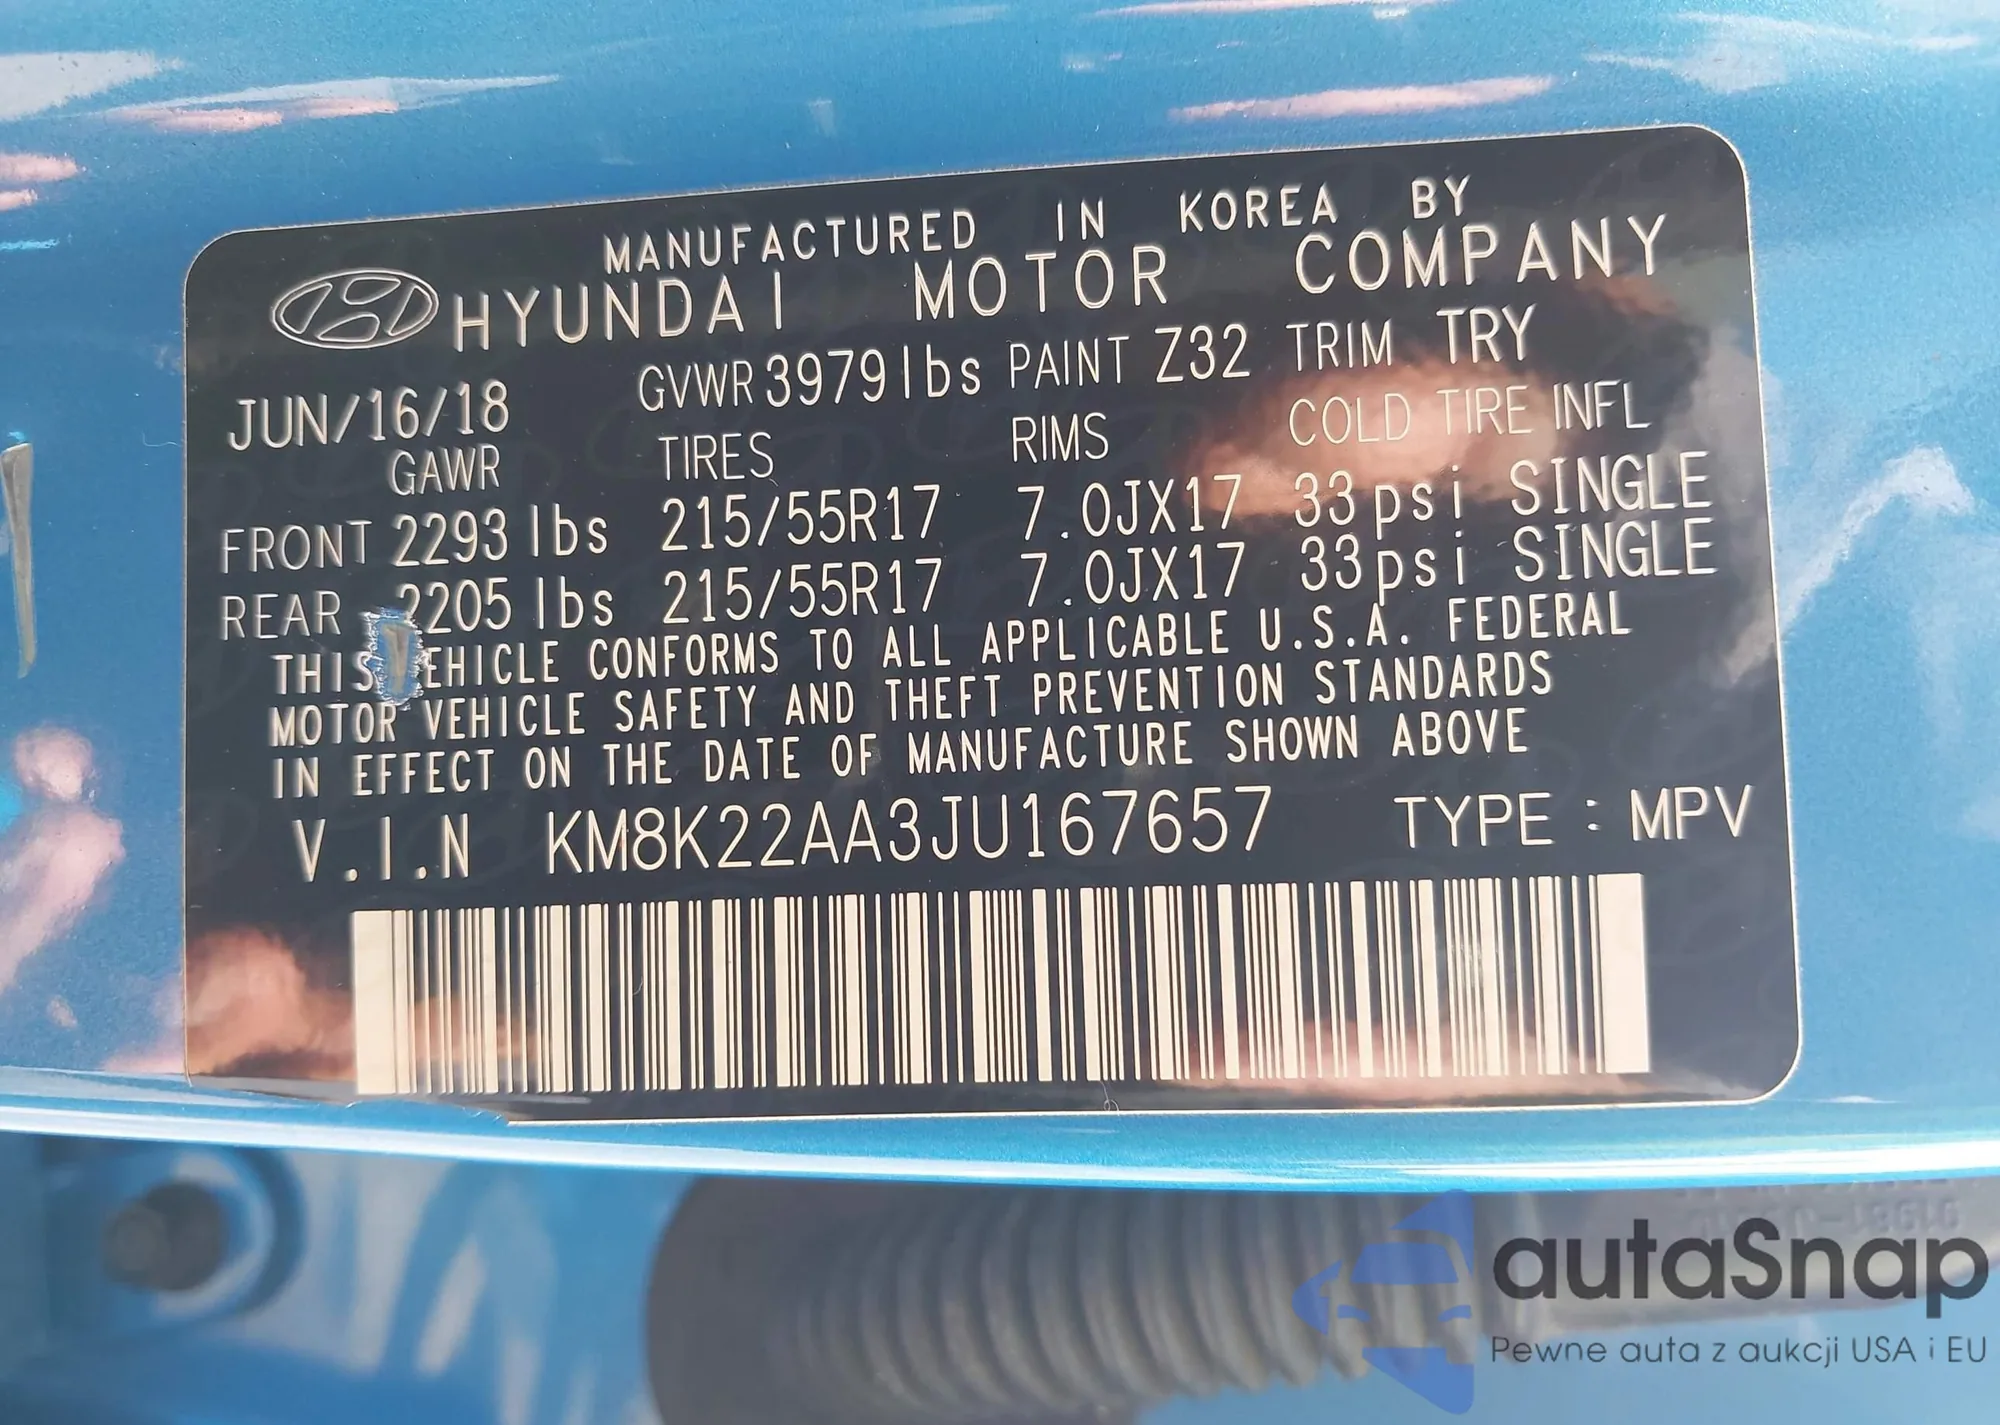 MANUFACTURED IN KOREA BY
HYUNDAI MOTOR COMPANY
JUN/16/18 GVWR 3979lbs PAINT Z32 TRIM TRY
GAWR TIRES RIMS COLD TIRE INFL
FRONT 2293 lbs 215/55R17 7.0JX17 33psi SINGLE
REAR 2205 lbs 215/55R17 7.0JX17 33psi SINGLE
THIS VEHICLE CONFORMS TO ALL APPLICABLE U.S.A. FEDERAL
MOTOR VEHICLE SAFETY AND THEFT PREVENTION STANDARDS
IN EFFECT ON THE DATE OF MANUFACTURE SHOWN ABOVE
V.I.N KM8K22AA3JU167657 TYPE : MPV
autaSnap
Pewne auta z aukcji USA i EU